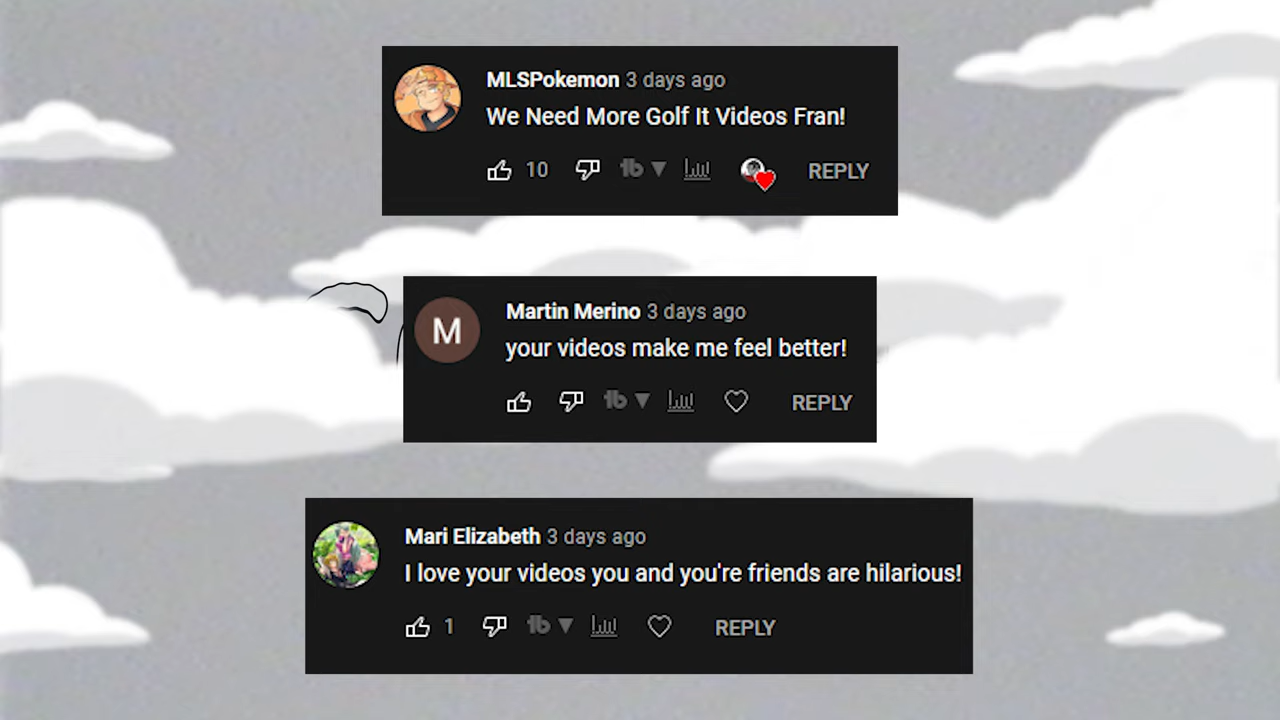 MLSPokemon 3 days ago
We Need More Golf It Videos Fran!
10 REPLY
M
Martin Merino 3 days ago
your videos make me feel better!
REPLY
Mari Elizabeth 3 days ago
I love your videos you and you're friends are hilarious!
1 REPLY